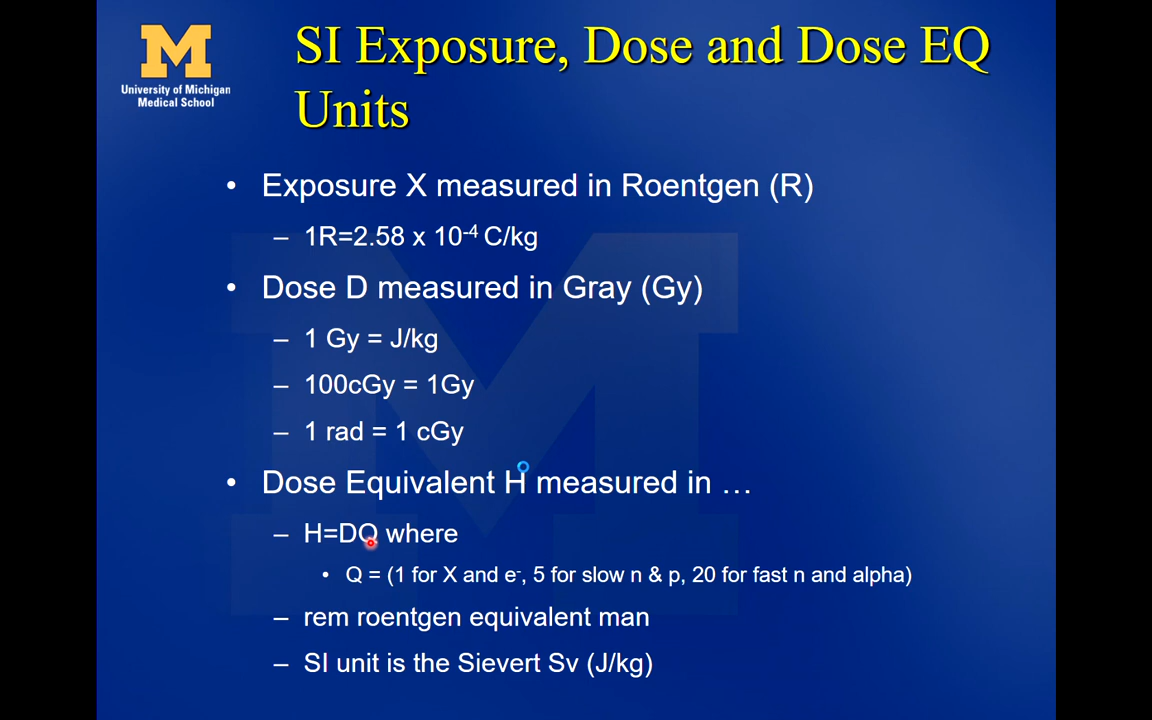 University of Michigan
Medical School
SI Exposure, Dose and Dose EQ
Units
• Exposure X measured in Roentgen (R)
– 1R=2.58 x 10⁻⁴ C/kg
• Dose D measured in Gray (Gy)
– 1 Gy = J/kg
– 100cGy = 1Gy
– 1 rad = 1 cGy
• Dose Equivalent H measured in …
– H=DQ where
• Q = (1 for X and e⁻, 5 for slow n & p, 20 for fast n and alpha)
– rem roentgen equivalent man
– SI unit is the Sievert Sv (J/kg)